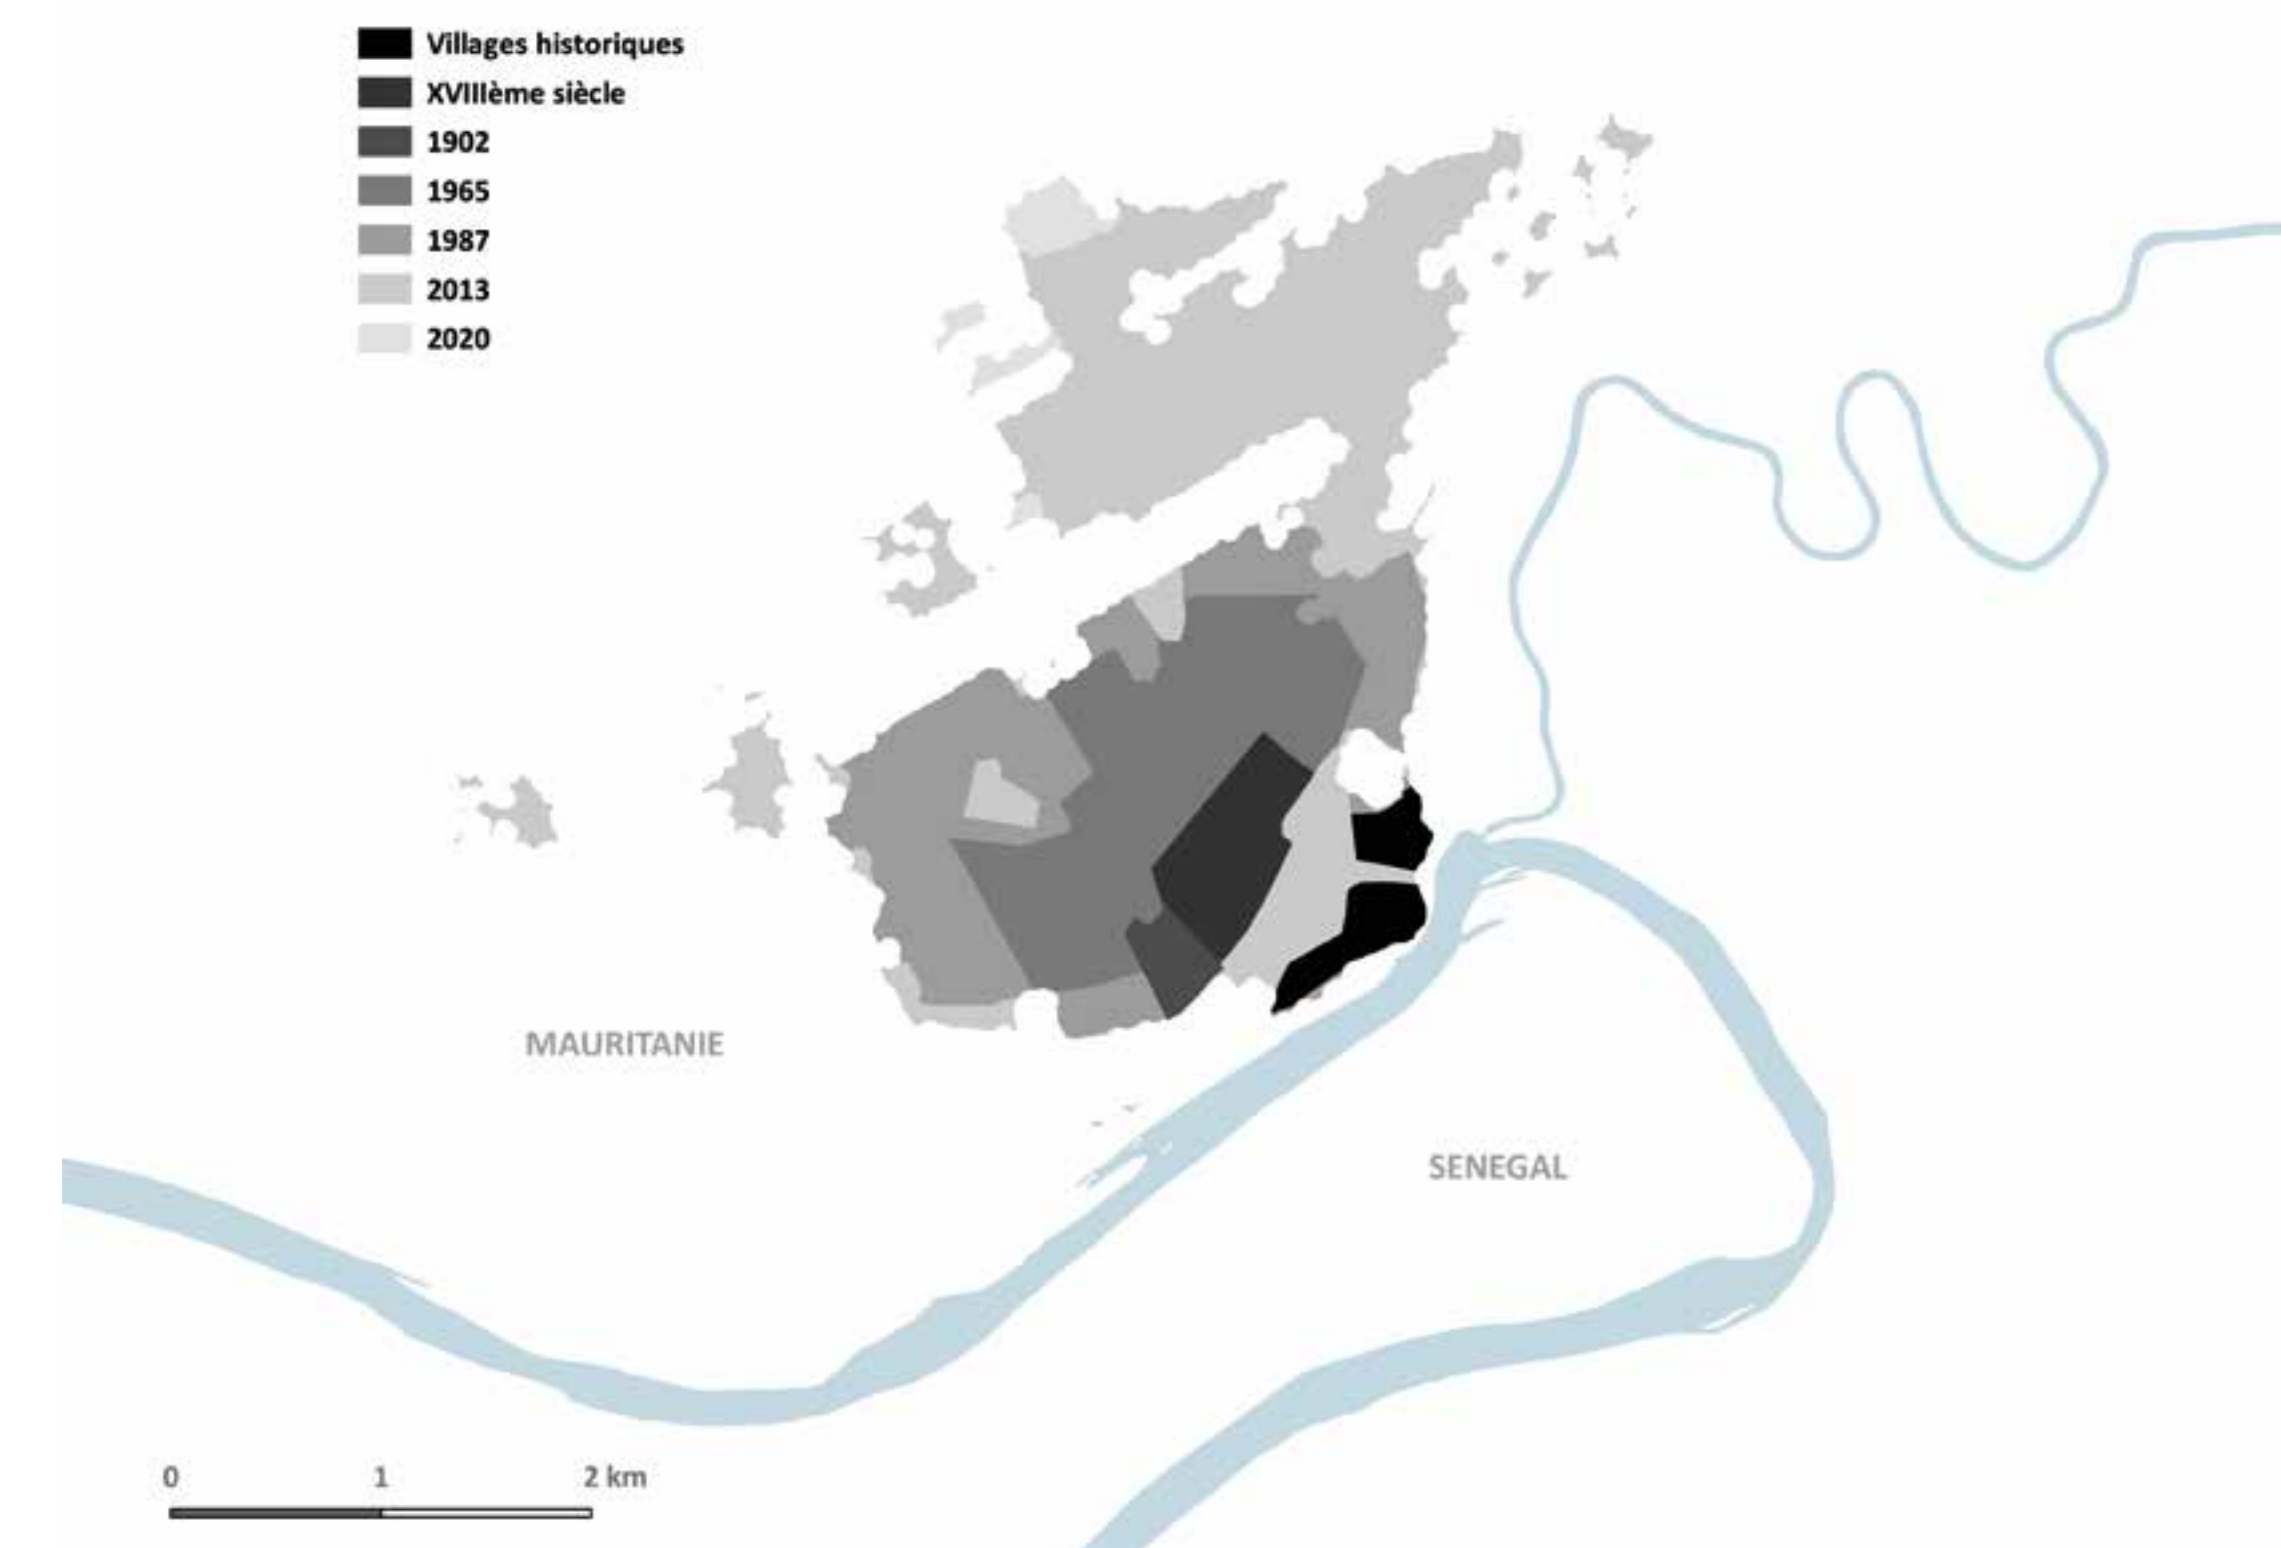 Villages historiques
XVIIIème siècle
1902
1965
1987
2013
2020
MAURITANIE
SENEGAL
0 1 2 km